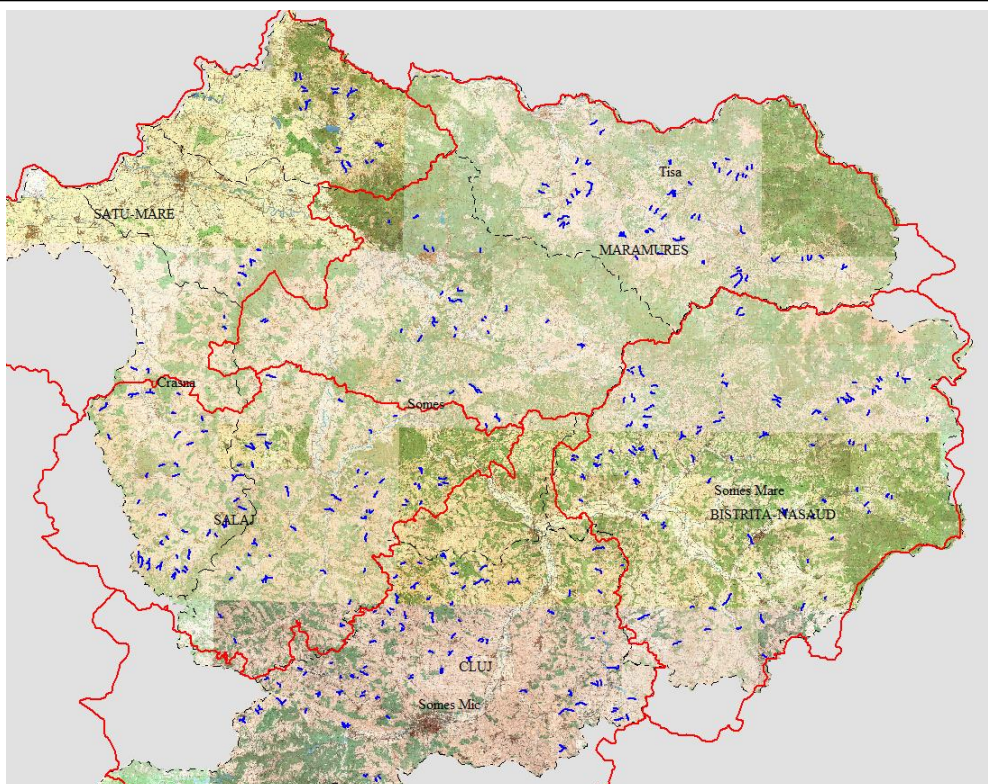 Tisa
SATU-MARE
MARAMURES
Crasna
Somes
Somes Mare
BISTRITA-NASAUD
SALAJ
CLUJ
Somes Mic